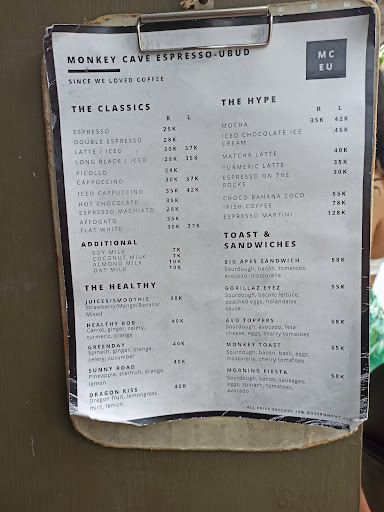 MONKEY CAVE ESPRESSO-UBUD
MC
EU
SINCE WE LOVED COFFEE
THE CLASSICS
R L
ESPRESSO 25K
DOUBLE ESPRESSO 28K
LATTE / ICED 30K 37K
LONG BLACK / ICED 28K 35K
PICOLLO 28K
CAPPUCCINO 30K 37K
ICED CAPPUCCINO 35K 42K
HOT CHOCOLATE 35K
ESPRESSO MACHIATO 28K
AFFOGATO 35K
FLAT WHITE 30K 37K
ADDITIONAL
SOY MILK 7K
COCONUT MILK 7K
ALMOND MILK 10K
OAT MILK 10K
THE HEALTHY
JUICES/SMOOTHIE 38K
Strawberry/Mango/Banana/
Mixed
HEALTHY BOB 40K
Carrot, ginger, celery,
turmeric, orange
GREENDAY 40K
Spinach, ginger, orange,
celery, cucumber
SUNNY ROAD 40K
Pineapple, starfruit, orange,
lemon
DRAGON KISS 40K
Dragon fruit, lemongrass,
mint, lemon
THE HYPE
R L
MOCHA 35K 42K
ICED CHOCOLATE ICE 45K
CREAM
MATCHA LATTE 40K
TURMERIC LATTE 35K
ESPRESSO ON THE 30K
ROCKS
CHOCO BANANA COCO 55K
IRISH COFFEE 78K
ESPRESSO MARTINI 128K
TOAST &
SANDWICHES
BIG APES SANDWICH 58K
Sourdough, bacon, tomatoes,
avocado, mozzarella
GORILLAZ EYEZ 55K
Sourdough, bacon, lettuce,
poached eggs, holandaise
sauce
AVO TOPPERS 58K
Sourdough, avocado, feta
cheese, eggs, cherry tomatoes
MONKEY TOAST 55K
Sourdough, bacon, basil, eggs,
mozzarella, cherry tomatoes
MORNING FIESTA 58K
Sourdough, bacon, sausages,
eggs, spinach, tomatoes,
avocado
ALL PRICE EXCLUDE 10% GOVERNMENT